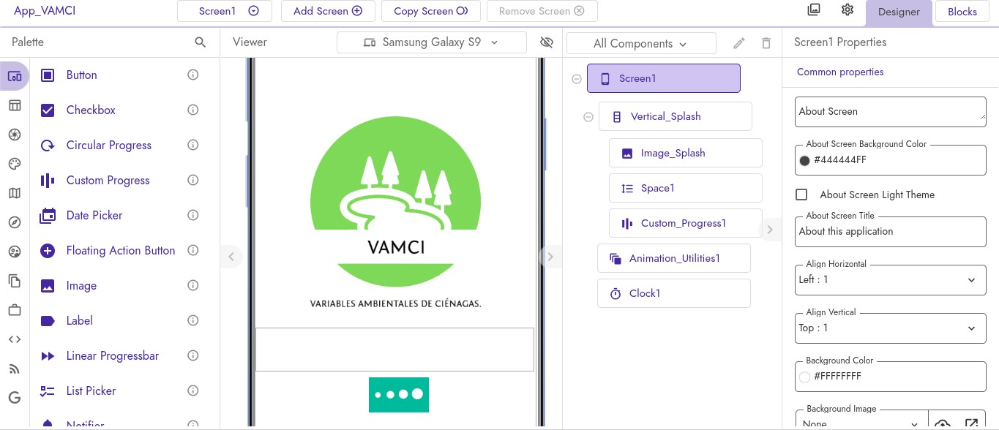 App_VAMCI
Screen1
Add Screen
Copy Screen
Remove Screen
Designer
Blocks
Palette
Viewer
Samsung Galaxy S9
All Components
Screen1 Properties
Button
Checkbox
Circular Progress
Custom Progress
Date Picker
Floating Action Button
Image
Label
Linear Progressbar
List Picker
Notifier
VAMCI
VARIABLES AMBIENTALES DE CIÉNAGAS.
Screen1
Vertical_Splash
Image_Splash
Space1
Custom_Progress1
Animation_Utilities1
Clock1
Common properties
About Screen
About Screen Background Color
#444444FF
About Screen Light Theme
About Screen Title
About this application
Align Horizontal
Left : 1
Align Vertical
Top : 1
Background Color
#FFFFFFFF
Background Image
None